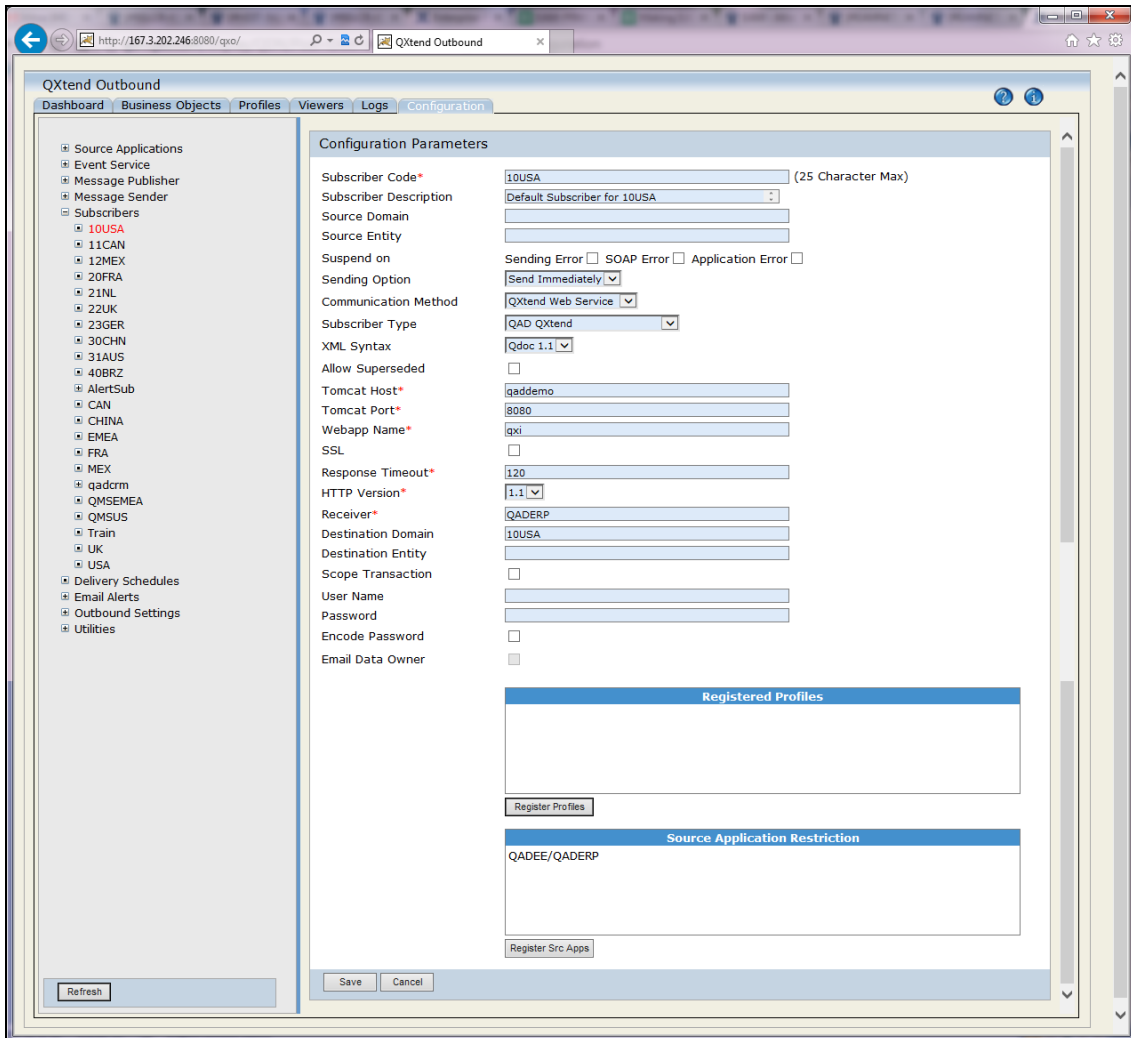 http://167.3.202.246:8080/qxo/
QXtend Outbound
QXtend Outbound
Dashboard Business Objects Profiles Viewers Logs Configuration
Source Applications
Event Service
Message Publisher
Message Sender
Subscribers
10USA
11CAN
12MEX
20FRA
21NL
22UK
23GER
30CHN
31AUS
40BRZ
AlertSub
CAN
CHINA
EMEA
FRA
MEX
qadcrm
QMSEMEA
QMSUS
Train
UK
USA
Delivery Schedules
Email Alerts
Outbound Settings
Utilities
Refresh
Configuration Parameters
Subscriber Code* 10USA (25 Character Max)
Subscriber Description Default Subscriber for 10USA
Source Domain
Source Entity
Suspend on Sending Error SOAP Error Application Error
Sending Option Send Immediately
Communication Method QXtend Web Service
Subscriber Type QAD QXtend
XML Syntax Qdoc 1.1
Allow Superseded
Tomcat Host* qaddemo
Tomcat Port* 8080
Webapp Name* qxi
SSL
Response Timeout* 120
HTTP Version* 1.1
Receiver* QADERP
Destination Domain 10USA
Destination Entity
Scope Transaction
User Name
Password
Encode Password
Email Data Owner
Registered Profiles
Register Profiles
Source Application Restriction
QADEE/QADERP
Register Src Apps
Save Cancel